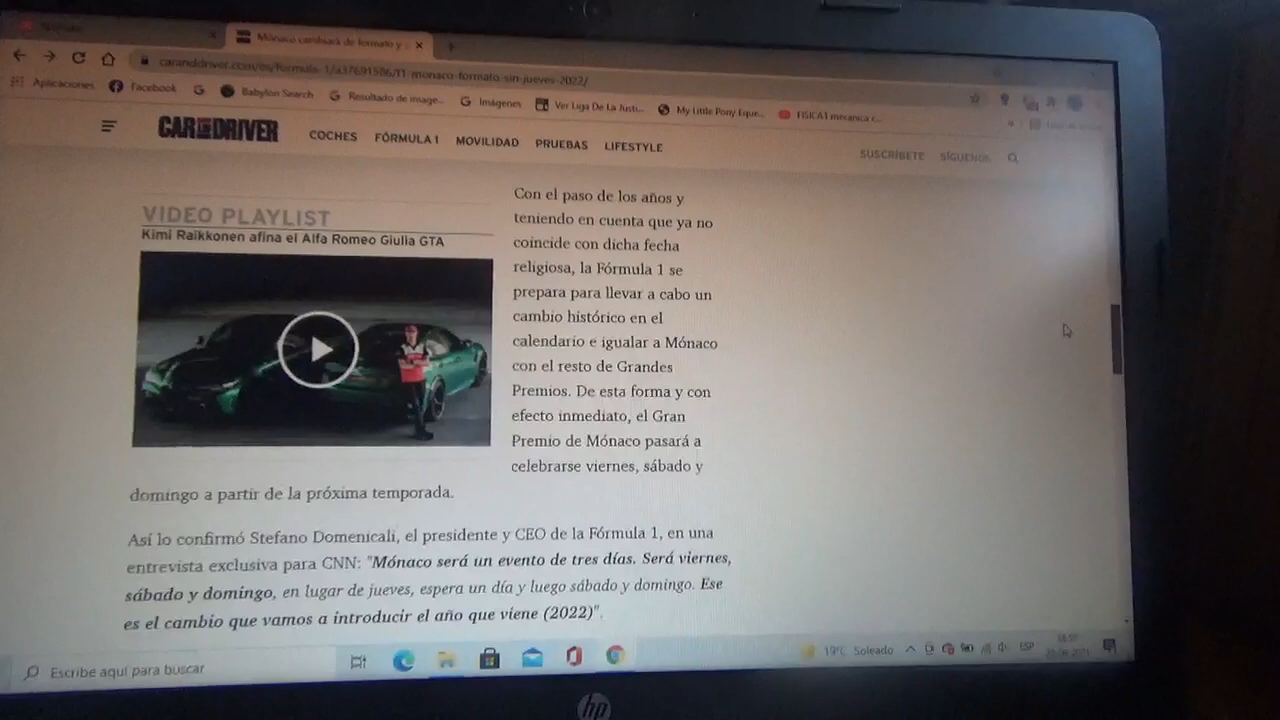 Mónaco cambiará de formato y
caranddriver.com/es/formula-1/a37691586/f1-monaco-formato-sin-jueves-2022/
Aplicaciones Facebook Babylon Search Resultado de image... Imágenes Ver Liga De La Justi... My Little Pony Eque... FISICA1 mecanica c...
CAR AND DRIVER COCHES FÓRMULA 1 MOVILIDAD PRUEBAS LIFESTYLE SUSCRÍBETE SÍGUENOS
VIDEO PLAYLIST
Kimi Raikkonen afina el Alfa Romeo Giulia GTA
Con el paso de los años y
teniendo en cuenta que ya no
coincide con dicha fecha
religiosa, la Fórmula 1 se
prepara para llevar a cabo un
cambio histórico en el
calendario e igualar a Mónaco
con el resto de Grandes
Premios. De esta forma y con
efecto inmediato, el Gran
Premio de Mónaco pasará a
celebrarse viernes, sábado y
domingo a partir de la próxima temporada.
Así lo confirmó Stefano Domenicali, el presidente y CEO de la Fórmula 1, en una
entrevista exclusiva para CNN: "Mónaco será un evento de tres días. Será viernes,
sábado y domingo, en lugar de jueves, espera un día y luego sábado y domingo. Ese
es el cambio que vamos a introducir el año que viene (2022)".
Escribe aquí para buscar 19°C Soleado ESP
hp